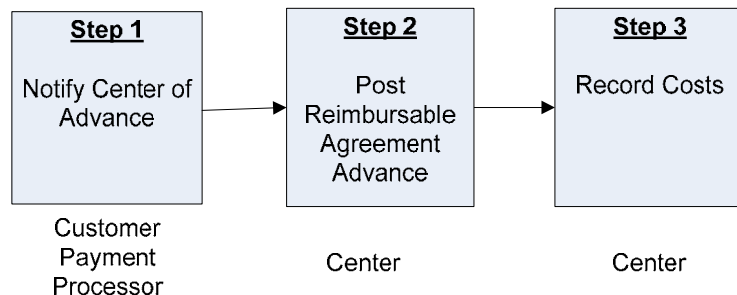 Step 1
Notify Center of
Advance
Customer
Payment
Processor
Step 2
Post
Reimbursable
Agreement
Advance
Center
Step 3
Record Costs
Center